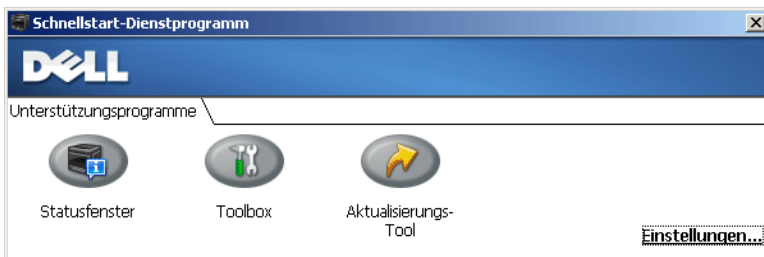 Schnellstart-Dienstprogramm
DELL
Unterstützungsprogramme
Statusfenster
Toolbox
Aktualisierungs-
Tool
Einstellungen...